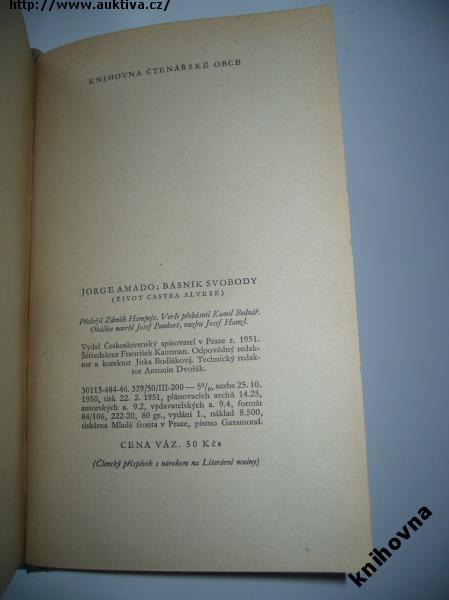 http://www.auktiva.cz/
KNIHOVNA ČTENÁŘSKÉ OBCE
JORGE AMADO: BÁSNÍK SVOBODY
(ŽIVOT CASTRA ALVESE)
Přeložil Zdeněk Hampejs. Verše přebásnil Kamil Bednář.
Obálku navrhl Josef Paukert, vazbu Josef Hanzl.
Vydal Československý spisovatel v Praze r. 1951.
Šéfredaktor František Kautman. Odpovědný redak-
tor a korektor Jitka Bodláková. Technický redaktor
Antonín Dvořák.
30113-484-46. 329/50/III-200 — 5%, sazba 25. 10.
1950, tisk 22. 2. 1951, plánovacích archů 14.25,
autorských a. 9.2, vydavatelských a. 9.4, formát
84/106, 222-20, 80 gr., vydání 1., náklad 8.500,
tiskárna Mladá fronta v Praze, písmo Garamond.
CENA VÁZ. 50 Kčs
(Členský příspěvek s nárokem na Literární noviny)
knihovna